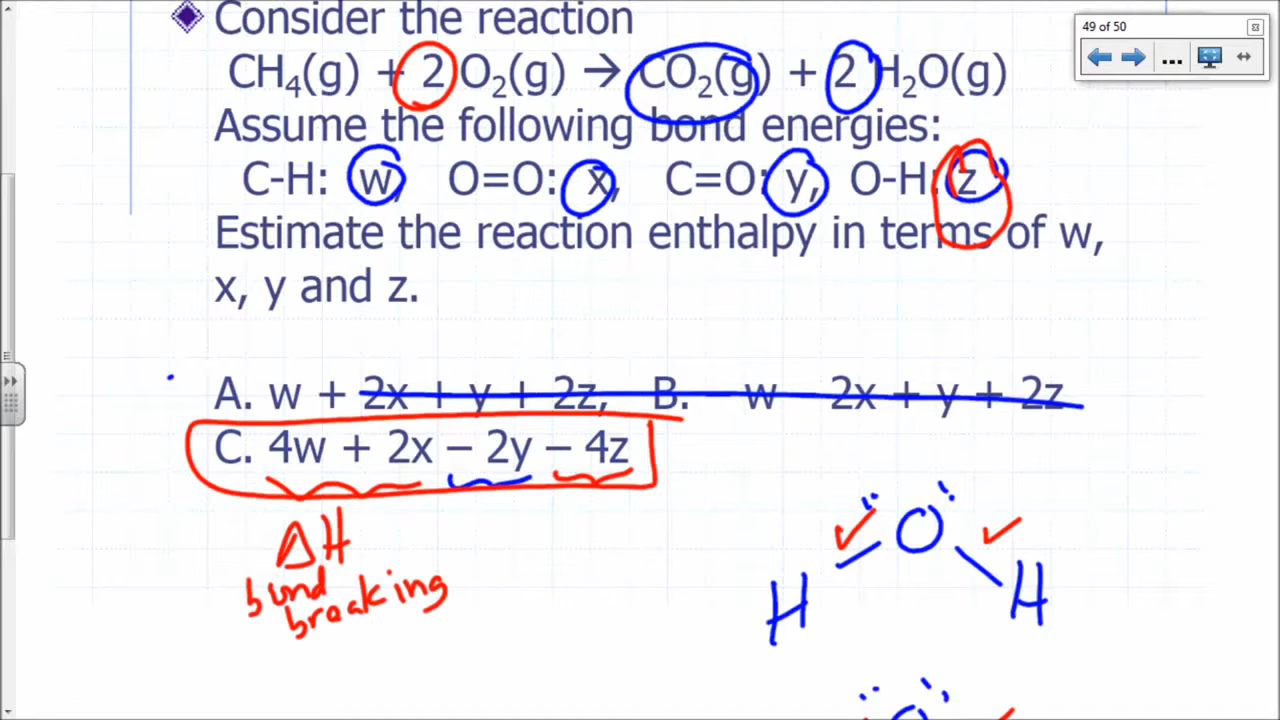 49 of 50
Consider the reaction
CH₄(g) + 2 O₂(g) → CO₂(g) + 2 H₂O(g)
Assume the following bond energies:
C-H: w, O=O: x, C=O: y, O-H: z
Estimate the reaction enthalpy in terms of w,
x, y and z.
A. w + 2x + y + 2z, B. – w – 2x + y + 2z
C. 4w + 2x – 2y – 4z
ΔH
bond
breaking
O
H H
O